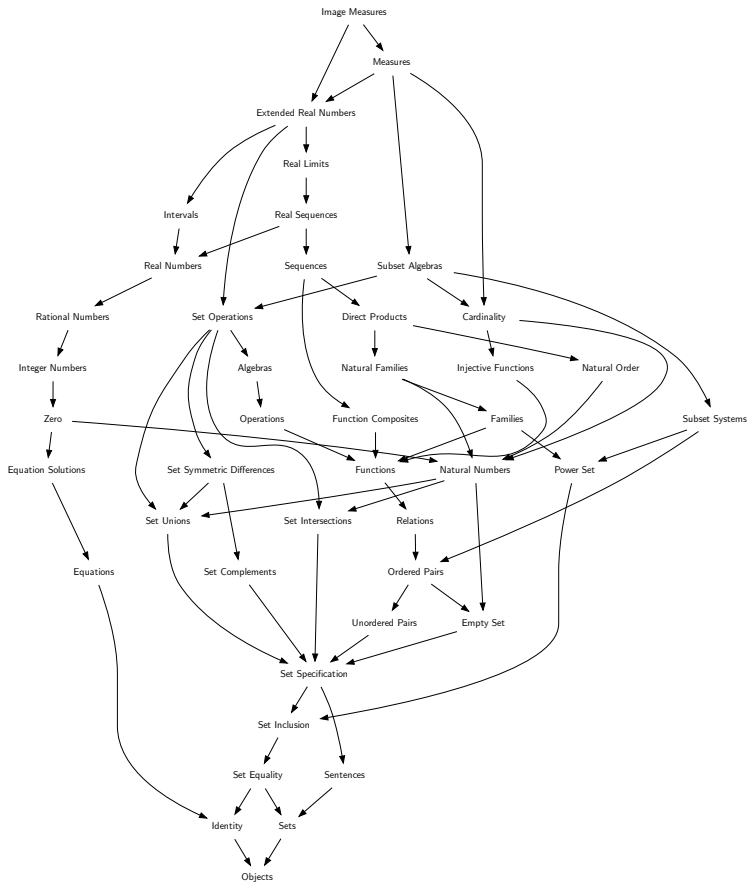 Image Measures
Measures
Extended Real Numbers
Real Limits
Intervals
Real Sequences
Real Numbers
Sequences
Subset Algebras
Rational Numbers
Set Operations
Direct Products
Cardinality
Integer Numbers
Algebras
Natural Families
Injective Functions
Natural Order
Zero
Operations
Function Composites
Families
Subset Systems
Equation Solutions
Set Symmetric Differences
Functions
Natural Numbers
Power Set
Set Unions
Set Intersections
Relations
Equations
Set Complements
Ordered Pairs
Unordered Pairs
Empty Set
Set Specification
Set Inclusion
Set Equality
Sentences
Identity
Sets
Objects